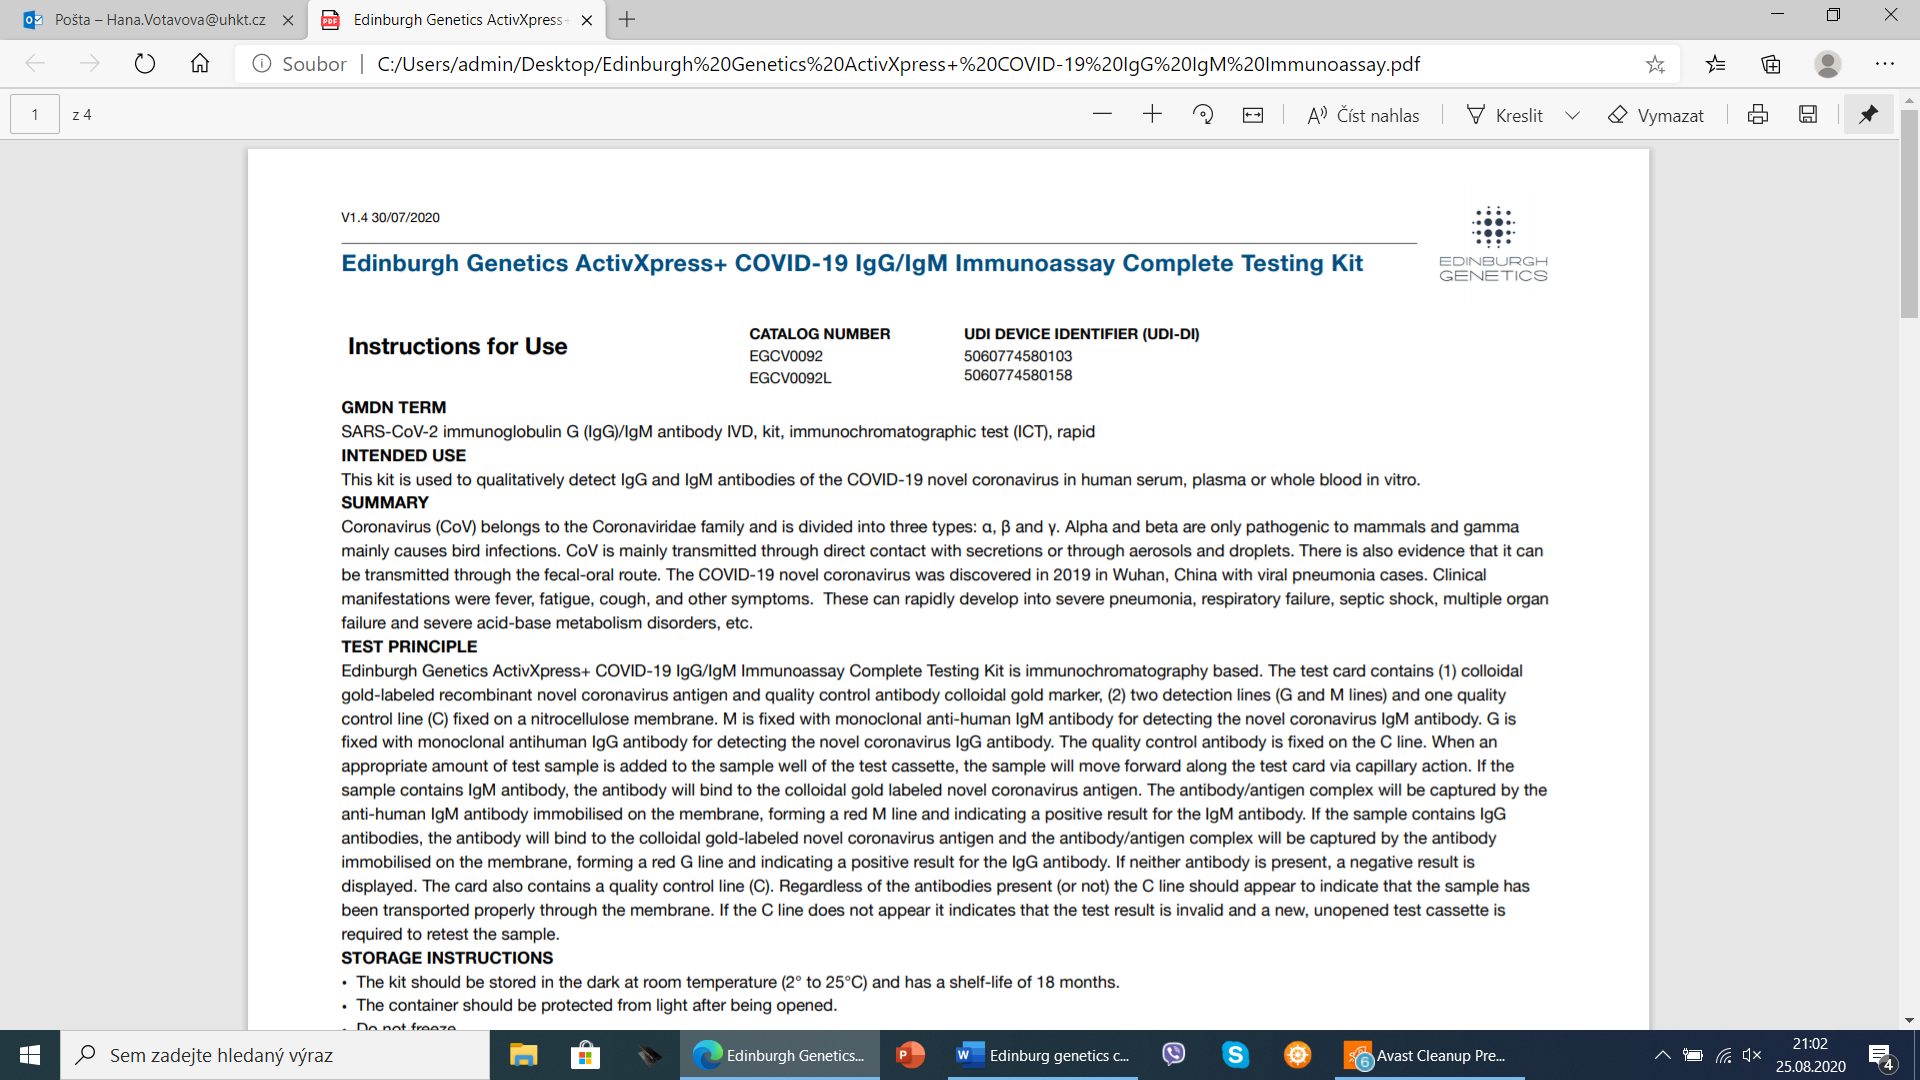 Pošta – Hana.Votavova@uhkt.cz
Edinburgh Genetics ActivXpress+
Soubor
C:/Users/admin/Desktop/Edinburgh%20Genetics%20ActivXpress+%20COVID-19%20IgG%20IgM%20Immunoassay.pdf
1 z 4
Číst nahlas
Kreslit
Vymazat
V1.4 30/07/2020
EDINBURGH
GENETICS
Edinburgh Genetics ActivXpress+ COVID-19 IgG/IgM Immunoassay Complete Testing Kit
Instructions for Use
CATALOG NUMBER
EGCV0092
EGCV0092L
UDI DEVICE IDENTIFIER (UDI-DI)
5060774580103
5060774580158
GMDN TERM
SARS-CoV-2 immunoglobulin G (IgG)/IgM antibody IVD, kit, immunochromatographic test (ICT), rapid
INTENDED USE
This kit is used to qualitatively detect IgG and IgM antibodies of the COVID-19 novel coronavirus in human serum, plasma or whole blood in vitro.
SUMMARY
Coronavirus (CoV) belongs to the Coronaviridae family and is divided into three types: α, β and γ. Alpha and beta are only pathogenic to mammals and gamma
mainly causes bird infections. CoV is mainly transmitted through direct contact with secretions or through aerosols and droplets. There is also evidence that it can
be transmitted through the fecal-oral route. The COVID-19 novel coronavirus was discovered in 2019 in Wuhan, China with viral pneumonia cases. Clinical
manifestations were fever, fatigue, cough, and other symptoms. These can rapidly develop into severe pneumonia, respiratory failure, septic shock, multiple organ
failure and severe acid-base metabolism disorders, etc.
TEST PRINCIPLE
Edinburgh Genetics ActivXpress+ COVID-19 IgG/IgM Immunoassay Complete Testing Kit is immunochromatography based. The test card contains (1) colloidal
gold-labeled recombinant novel coronavirus antigen and quality control antibody colloidal gold marker, (2) two detection lines (G and M lines) and one quality
control line (C) fixed on a nitrocellulose membrane. M is fixed with monoclonal anti-human IgM antibody for detecting the novel coronavirus IgM antibody. G is
fixed with monoclonal antihuman IgG antibody for detecting the novel coronavirus IgG antibody. The quality control antibody is fixed on the C line. When an
appropriate amount of test sample is added to the sample well of the test cassette, the sample will move forward along the test card via capillary action. If the
sample contains IgM antibody, the antibody will bind to the colloidal gold labeled novel coronavirus antigen. The antibody/antigen complex will be captured by the
anti-human IgM antibody immobilised on the membrane, forming a red M line and indicating a positive result for the IgM antibody. If the sample contains IgG
antibodies, the antibody will bind to the colloidal gold-labeled novel coronavirus antigen and the antibody/antigen complex will be captured by the antibody
immobilised on the membrane, forming a red G line and indicating a positive result for the IgG antibody. If neither antibody is present, a negative result is
displayed. The card also contains a quality control line (C). Regardless of the antibodies present (or not) the C line should appear to indicate that the sample has
been transported properly through the membrane. If the C line does not appear it indicates that the test result is invalid and a new, unopened test cassette is
required to retest the sample.
STORAGE INSTRUCTIONS
• The kit should be stored in the dark at room temperature (2° to 25°C) and has a shelf-life of 18 months.
• The container should be protected from light after being opened.
• Do not freeze
Sem zadejte hledaný výraz
Edinburgh Genetics...
Edinburg genetics c...
6
Avast Cleanup Pre...
21:02
25.08.2020
4